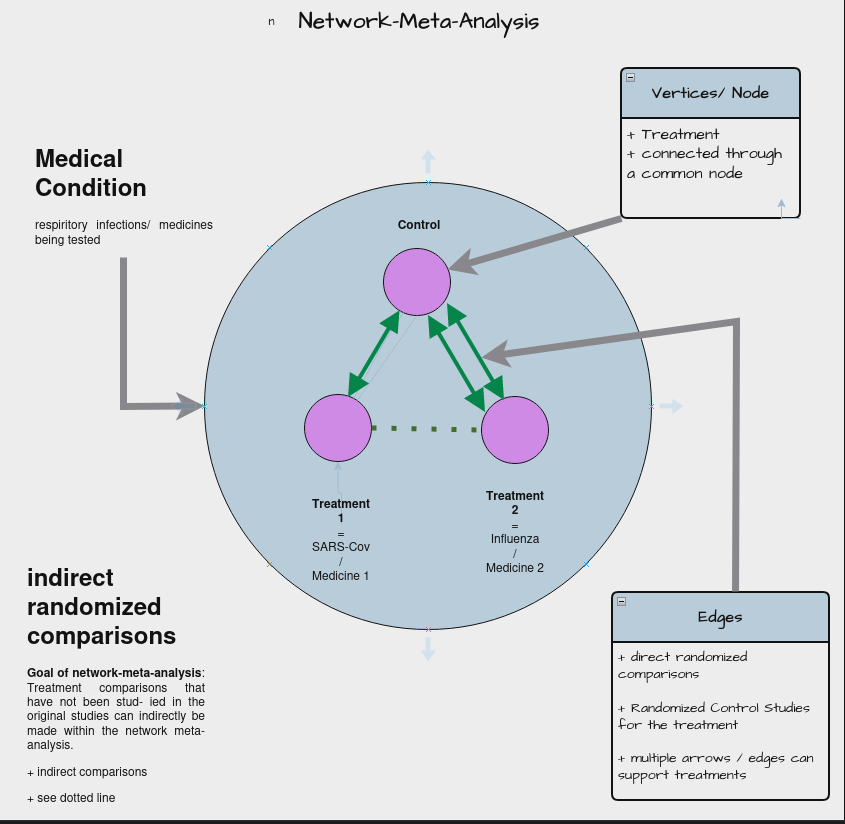 n
Network-Meta-Analysis
Vertices/ Node
+ Treatment
+ connected through
a common node
Medical
Condition
respiritory infections/ medicines
being tested
Control
Treatment
1
=
SARS-Cov
/
Medicine 1
Treatment
2
=
Influenza
/
Medicine 2
indirect
randomized
comparisons
Goal of network-meta-analysis:
Treatment comparisons that
have not been stud- ied in the
original studies can indirectly be
made within the network meta-
analysis.
+ indirect comparisons
+ see dotted line
Edges
+ direct randomized
comparisons
+ Randomized Control Studies
for the treatment
+ multiple arrows / edges can
support treatments